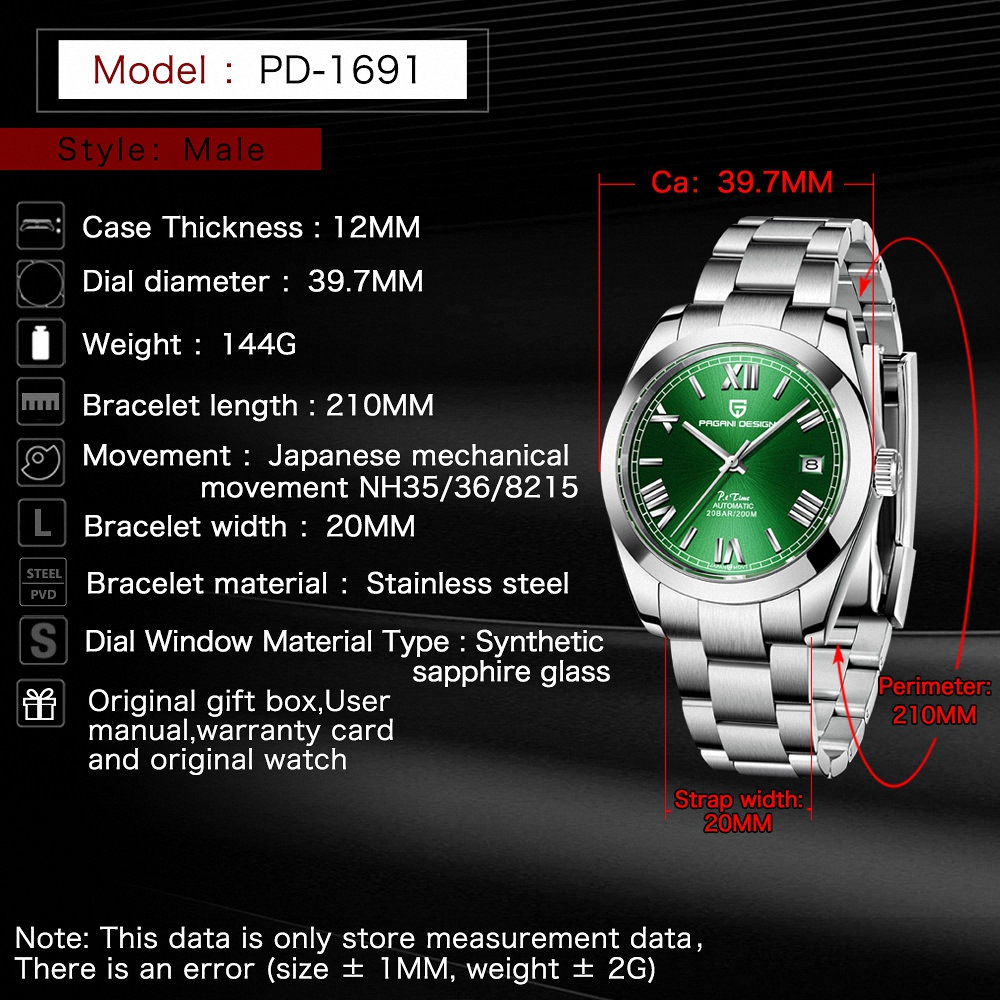 Model : PD-1691
Style: Male
Ca: 39.7MM
Case Thickness : 12MM
Dial diameter : 39.7MM
Weight : 144G
Bracelet length : 210MM
Movement : Japanese mechanical
movement NH35/36/8215
L
Bracelet width : 20MM
STEEL
PVD
Bracelet material : Stainless steel
S
Dial Window Material Type : Synthetic
sapphire glass
Original gift box,User
manual,warranty card
and original watch
XII
PAGANI DESIGN
8
P.t Time
AUTOMATIC
20BAR/200M
Perimeter:
210MM
Strap width:
20MM
Note: This data is only store measurement data,
There is an error (size ± 1MM, weight ± 2G)